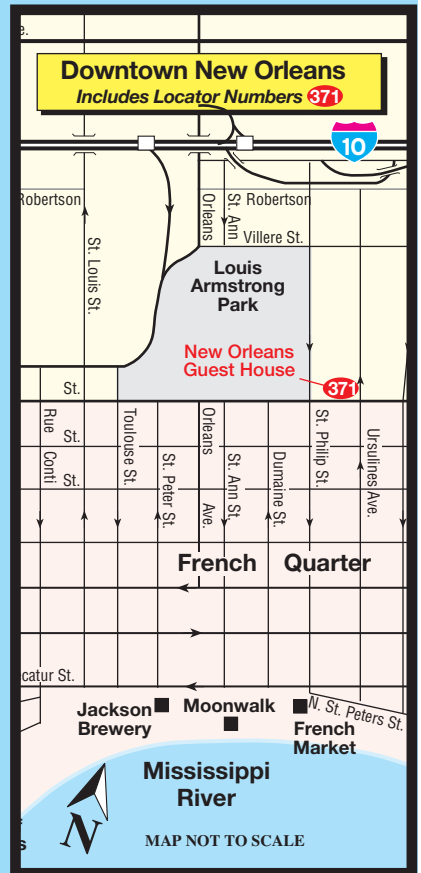 e.
Downtown New Orleans
Includes Locator Numbers 371
10
Robertson
Orleans
St. Ann
Robertson
Villere St.
St. Louis St.
Louis
Armstrong
Park
New Orleans
Guest House
371
St.
Rue Conti
St.
St.
Toulouse St.
St. Peter St.
Orleans Ave.
St. Ann St.
Dumaine St.
St. Philip St.
Ursulines Ave.
French Quarter
catur St.
Jackson
Brewery
Moonwalk
French
Market
N. St. Peters St.
Mississippi
River
N
MAP NOT TO SCALE
s